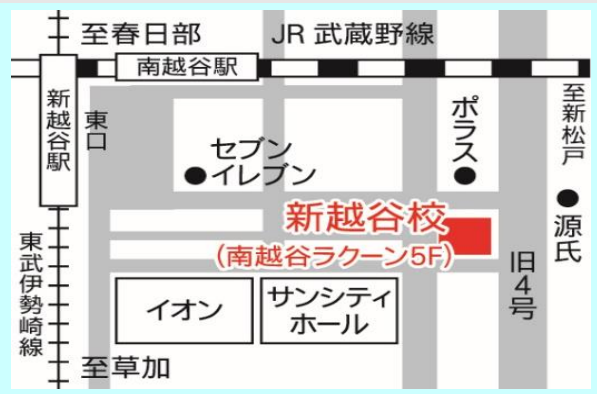 至春日部
JR 武蔵野線
南越谷駅
新越谷駅
東口
セブン
イレブン
ポラス
至新松戸
源氏
新越谷校
(南越谷ラクーン5F)
旧4号
東武伊勢崎線
イオン
サンシティ
ホール
至草加